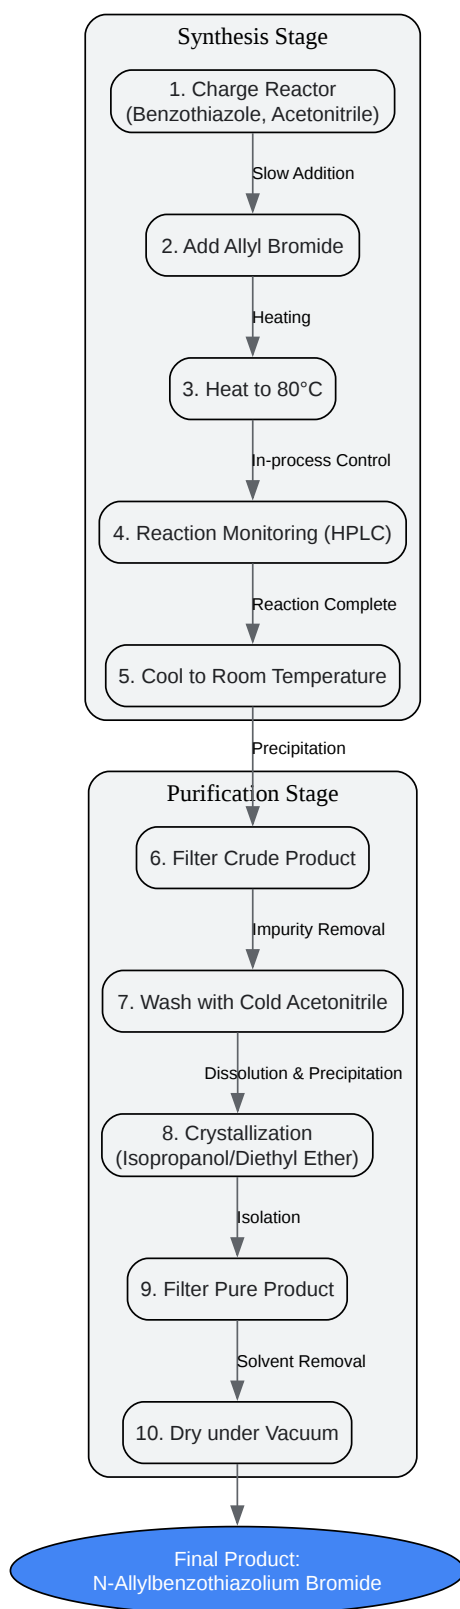 Synthesis Stage
1. Charge Reactor
(Benzothiazole, Acetonitrile)
Slow Addition
2. Add Allyl Bromide
Heating
3. Heat to 80°C
In-process Control
4. Reaction Monitoring (HPLC)
Reaction Complete
5. Cool to Room Temperature
Precipitation
Purification Stage
6. Filter Crude Product
Impurity Removal
7. Wash with Cold Acetonitrile
Dissolution & Precipitation
8. Crystallization
(Isopropanol/Diethyl Ether)
Isolation
9. Filter Pure Product
Solvent Removal
10. Dry under Vacuum
Final Product:
N-Allylbenzothiazolium Bromide